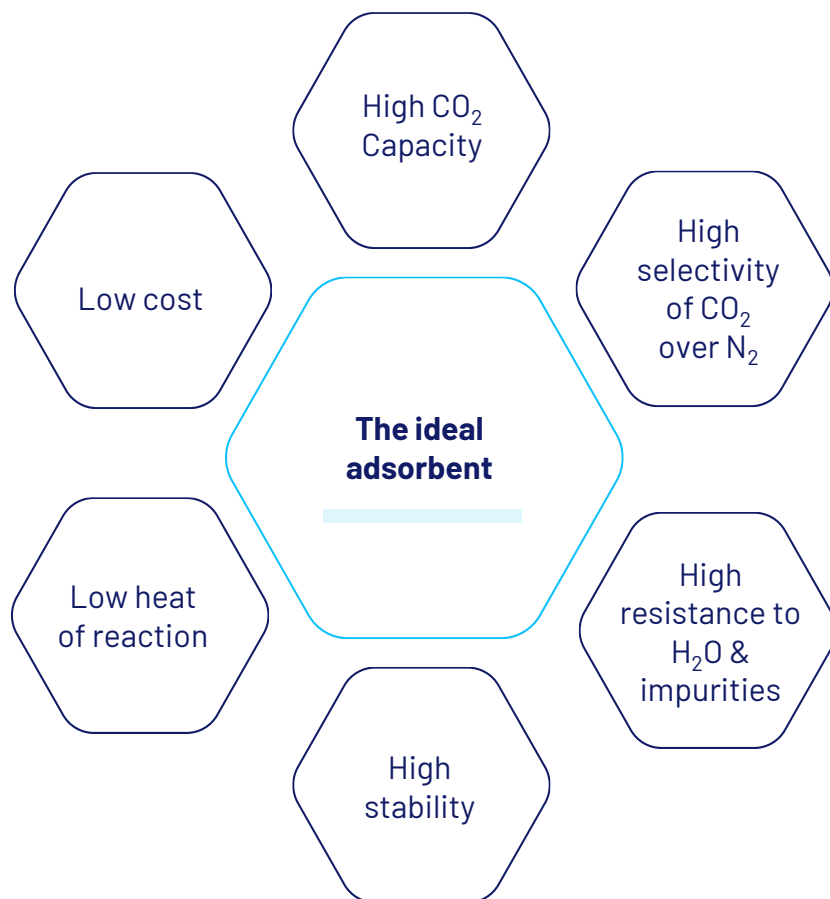 High CO₂
Capacity
High
selectivity
of CO₂
over N₂
Low cost
The ideal
adsorbent
High
resistance to
H₂O &
impurities
Low heat
of reaction
High
stability